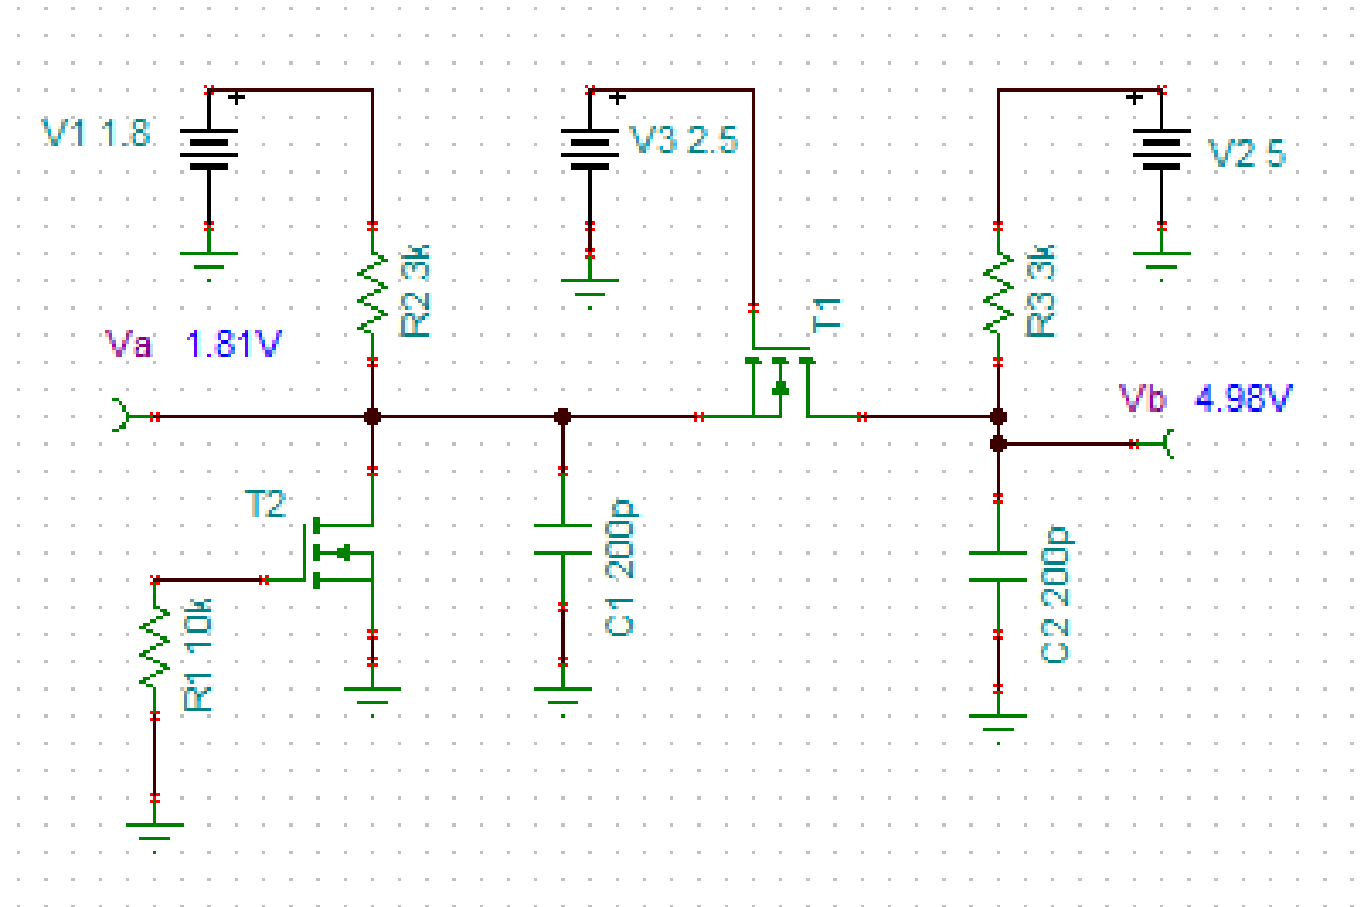 V1 1.8
V3 2.5
V2 5
R2 3k
T1
R3 3k
Va 1.81V
Vb 4.98V
T2
C1 200p
C2 200p
R1 10k